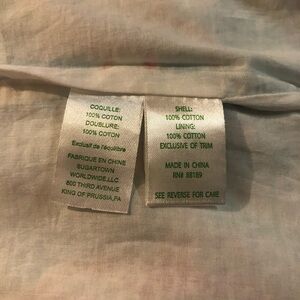 COQUILLE:
100% COTON
DOUBLURE:
100% COTON
Exclusif de l'équilibre
FABRIQUE EN CHINE
SUGARTOWN
WORLDWIDE, LLC.
800 THIRD AVENUE
KING OF PRUSSIA, PA
SHELL:
100% COTTON
LINING:
100% COTTON
EXCLUSIVE OF TRIM
MADE IN CHINA
RN# 88189
SEE REVERSE FOR CARE